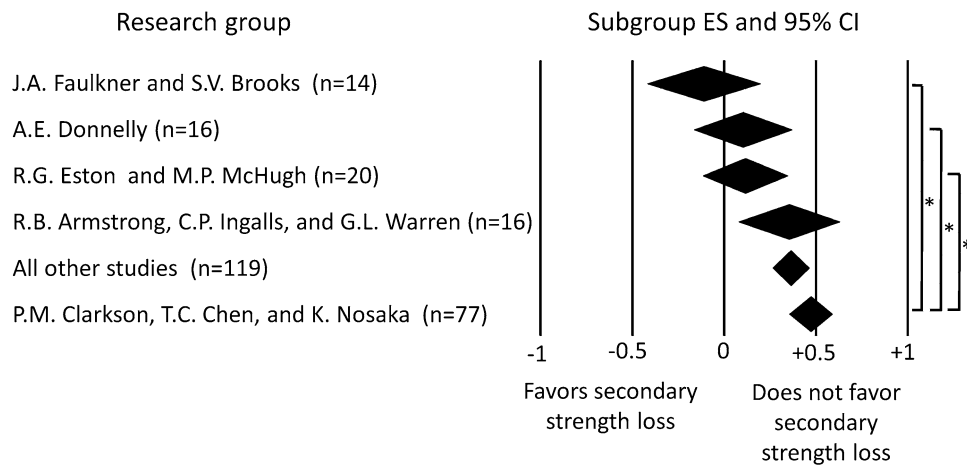 Research group
Subgroup ES and 95% CI
J.A. Faulkner and S.V. Brooks (n=14)
A.E. Donnelly (n=16)
R.G. Eston and M.P. McHugh (n=20)
R.B. Armstrong, C.P. Ingalls, and G.L. Warren (n=16)
All other studies (n=119)
P.M. Clarkson, T.C. Chen, and K. Nosaka (n=77)
*
*
*
-1
-0.5
0
+0.5
+1
Favors secondary
strength loss
Does not favor
secondary
strength loss